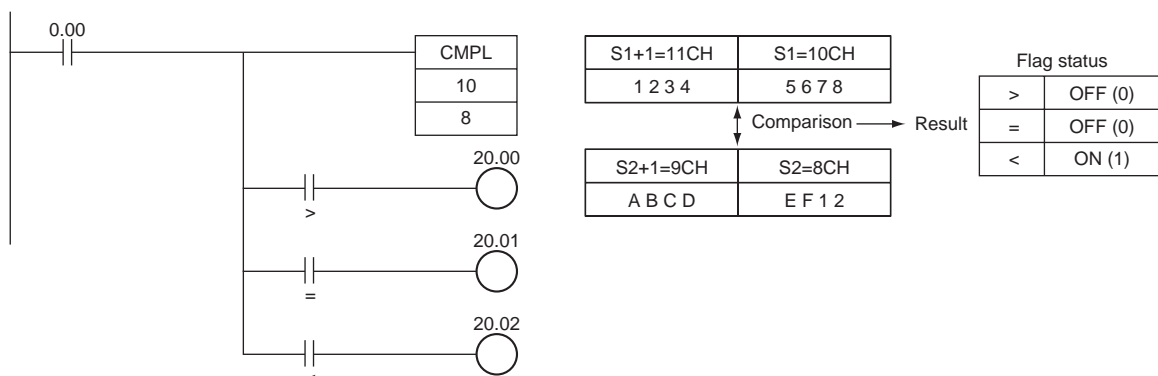 0.00
CMPL
10
8
20.00
>
20.01
=
20.02
S1+1=11CH S1=10CH
1 2 3 4 5 6 7 8
Comparison Result
S2+1=9CH S2=8CH
A B C D E F 1 2
Flag status
> OFF (0)
= OFF (0)
< ON (1)